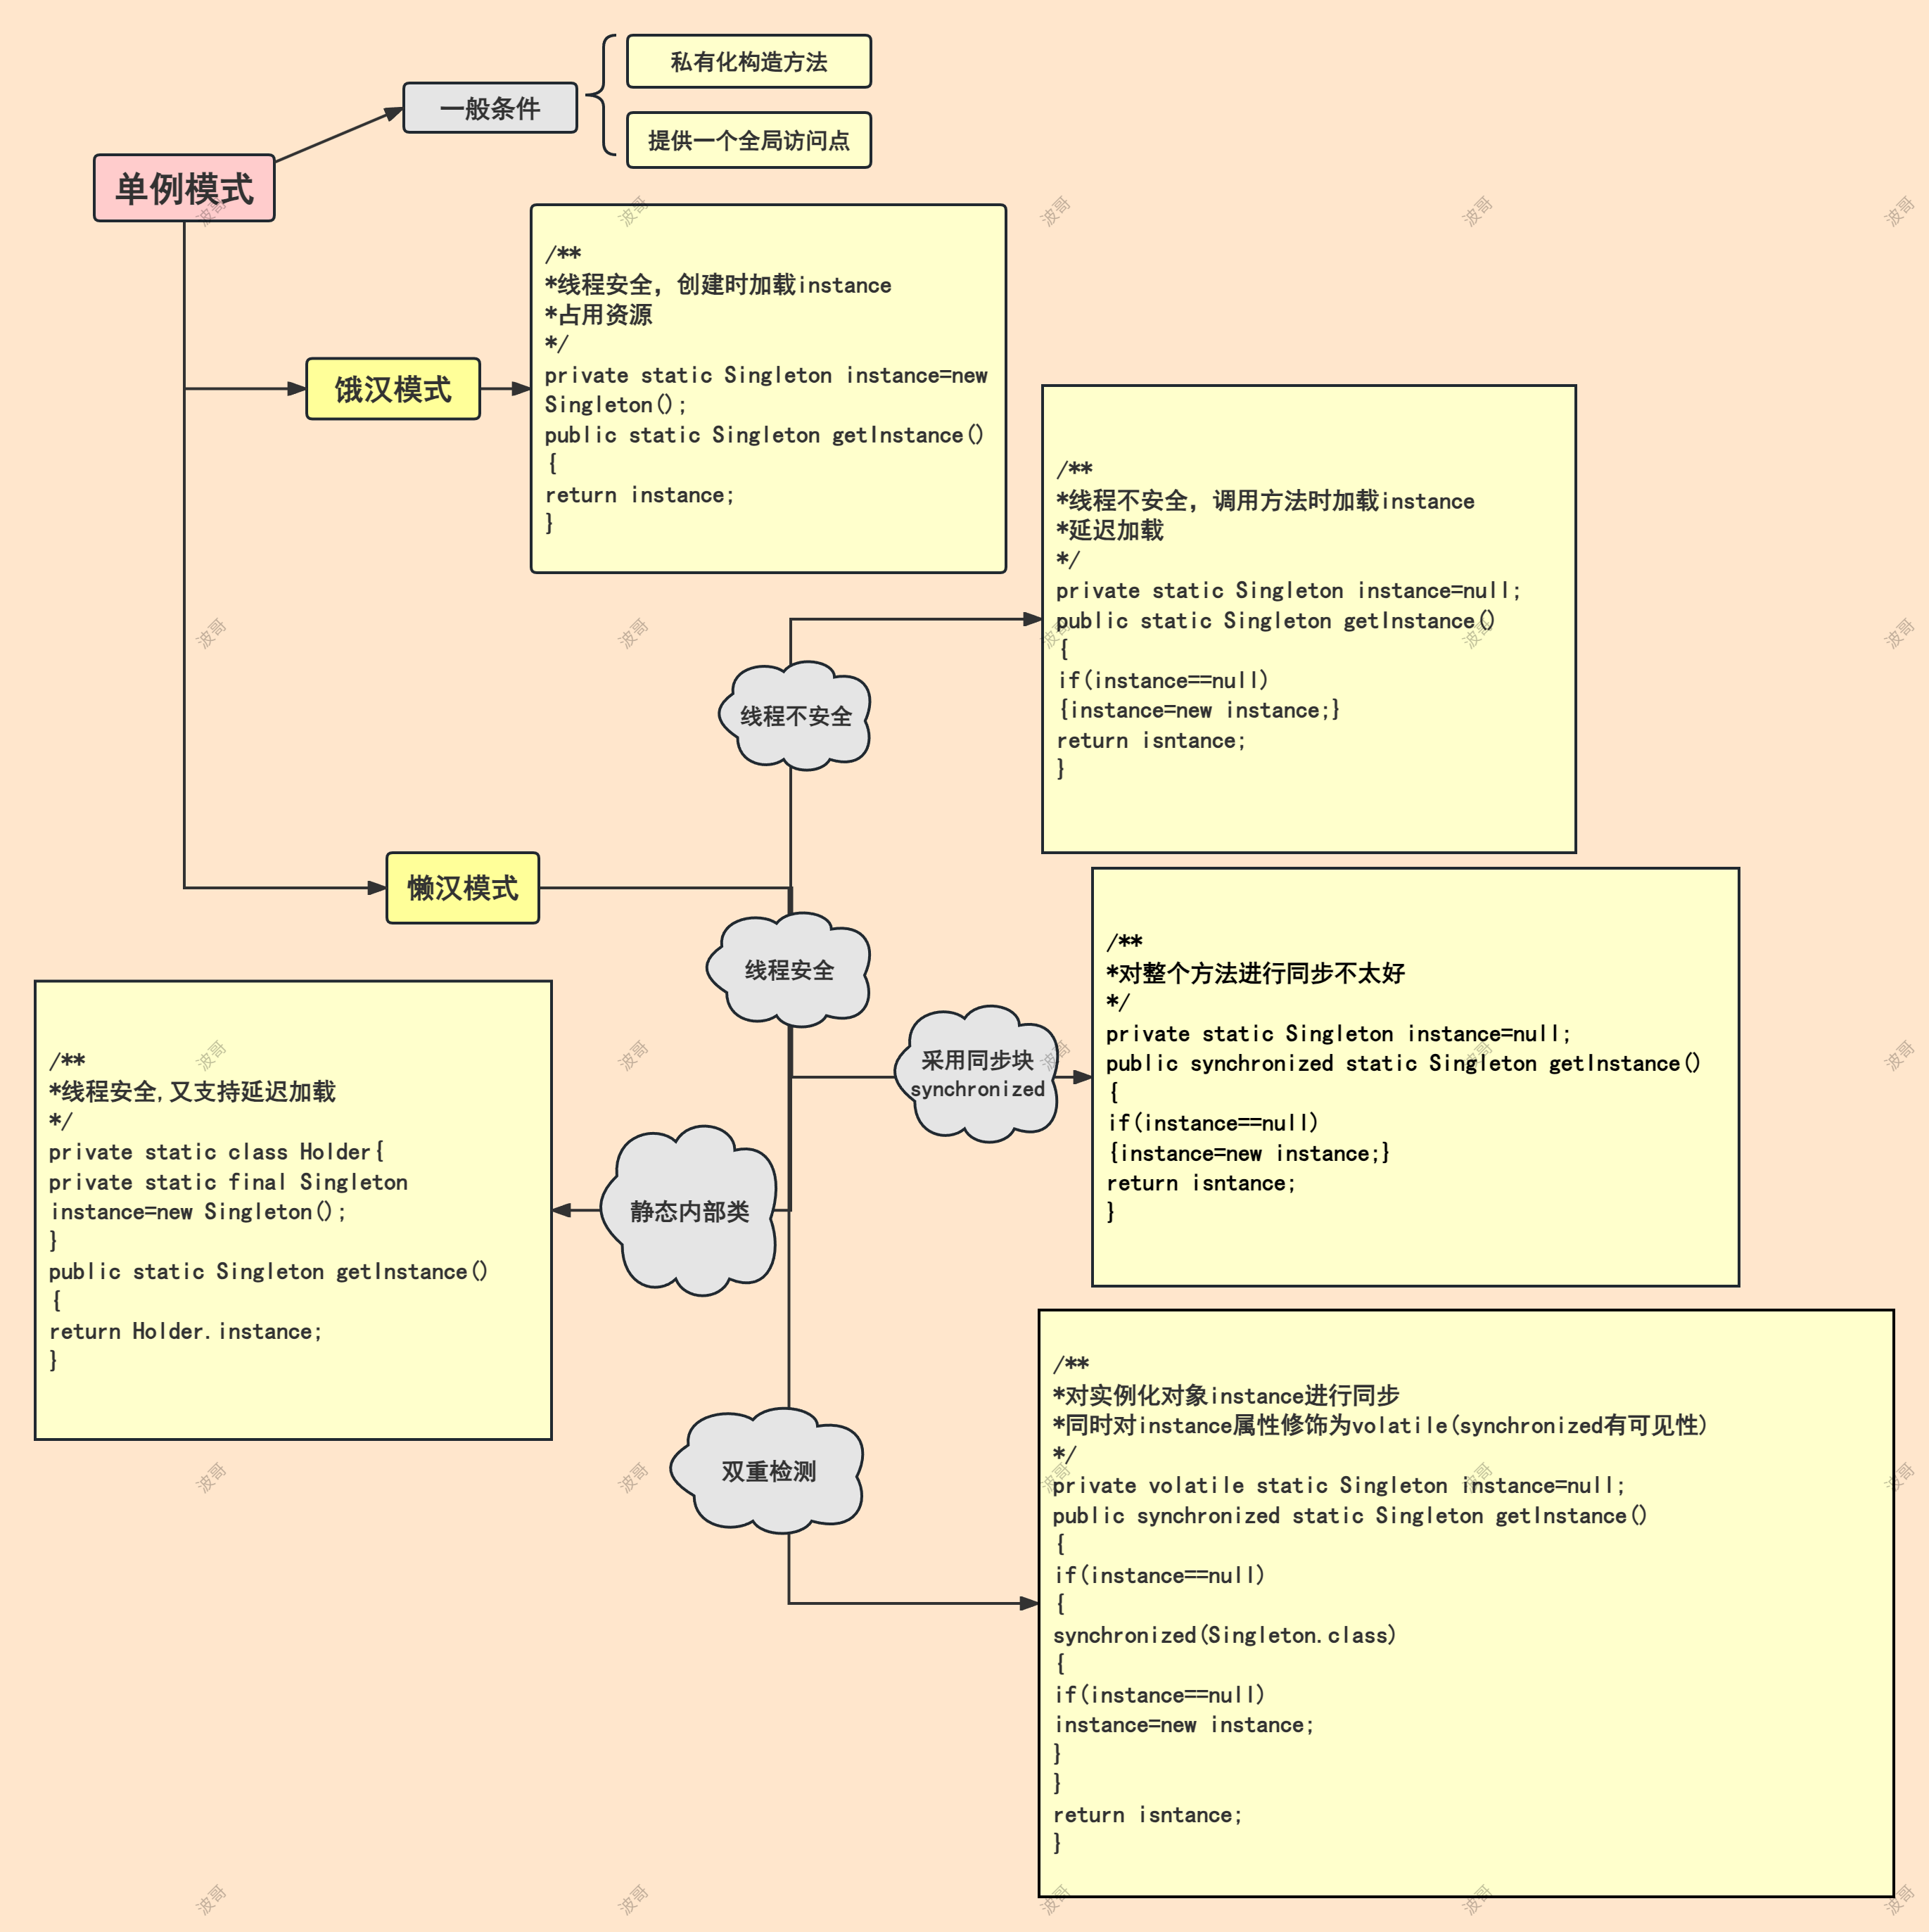 一般条件
私有化构造方法
提供一个全局访问点
单例模式
饿汉模式
/**
*线程安全，创建时加载instance
*占用资源
*/
private static Singleton instance=new
Singleton();
public static Singleton getInstance()
{
return instance;
}
线程不安全
/**
*线程不安全，调用方法时加载instance
*延迟加载
*/
private static Singleton instance=null;
public static Singleton getInstance()
{
if(instance==null)
{instance=new instance;}
return isntance;
}
懒汉模式
线程安全
采用同步块
synchronized
/**
*对整个方法进行同步不太好
*/
private static Singleton instance=null;
public synchronized static Singleton getInstance()
{
if(instance==null)
{instance=new instance;}
return isntance;
}
静态内部类
/**
*线程安全,又支持延迟加载
*/
private static class Holder{
private static final Singleton
instance=new Singleton();
}
public static Singleton getInstance()
{
return Holder.instance;
}
双重检测
/**
*对实例化对象instance进行同步
*同时对instance属性修饰为volatile(synchronized有可见性)
*/
private volatile static Singleton instance=null;
public synchronized static Singleton getInstance()
{
if(instance==null)
{
synchronized(Singleton.class)
{
if(instance==null)
instance=new instance;
}
}
return isntance;
}
波哥